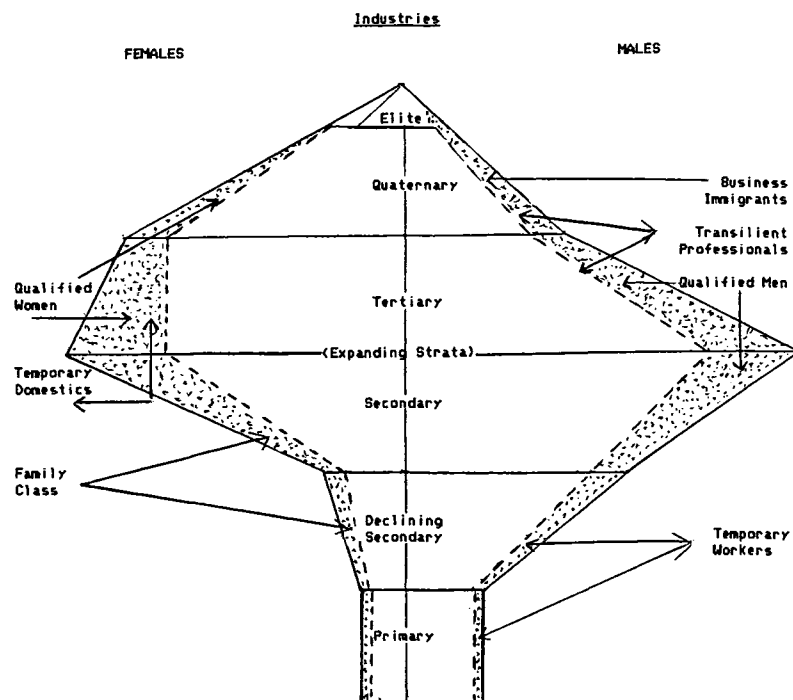 Industries
FEMALES
MALES
Elite
Quaternary
Business
Immigrants
Transilient
Professionals
Qualified
Women
Tertiary
Qualified Men
(Expanding Strata)
Temporary
Domestics
Secondary
Family
Class
Declining
Secondary
Temporary
Workers
Primary